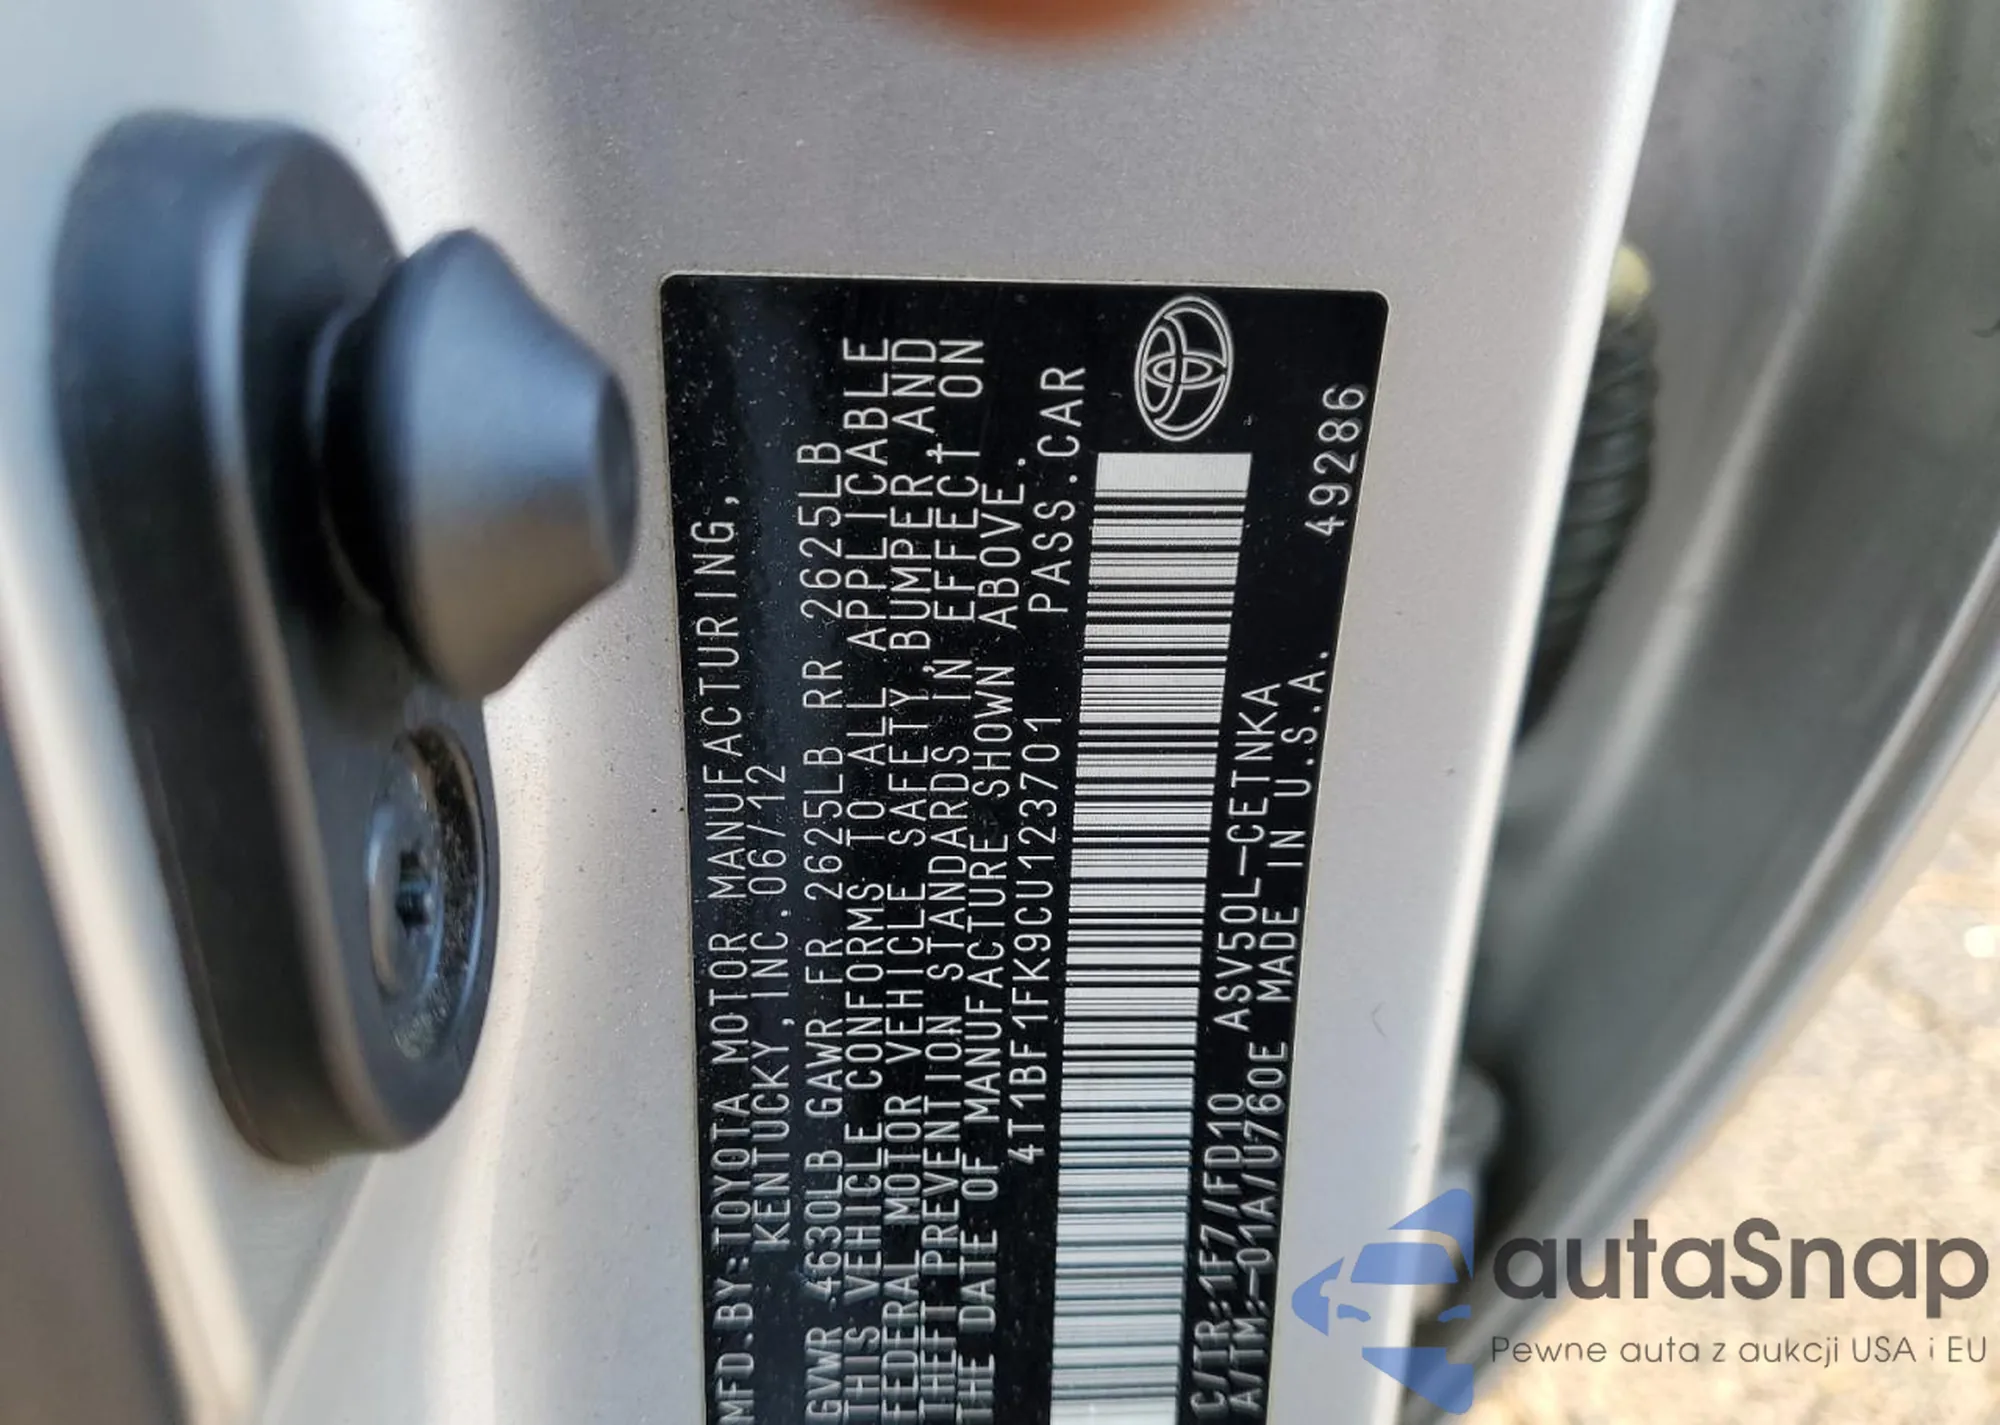 MFD.BY:TOYOTA MOTOR MANUFACTURING,
KENTUCKY,INC. 06/12
GVWR 4630LB GAWR FR 2625LB RR 2625LB
THIS VEHICLE CONFORMS TO ALL APPLICABLE
FEDERAL MOTOR VEHICLE SAFETY,BUMPER,AND
THEFT PREVENTION STANDARDS IN EFFECT ON
THE DATE OF MANUFACTURE SHOWN ABOVE.
4T1BF1FK9CU123701 PASS.CAR
C/TR:1F7/FD10 ASV50L-CETNKA
A/TM:-01A/U760E MADE IN U.S.A. 49286
autaSnap
Pewne auta z aukcji USA i EU